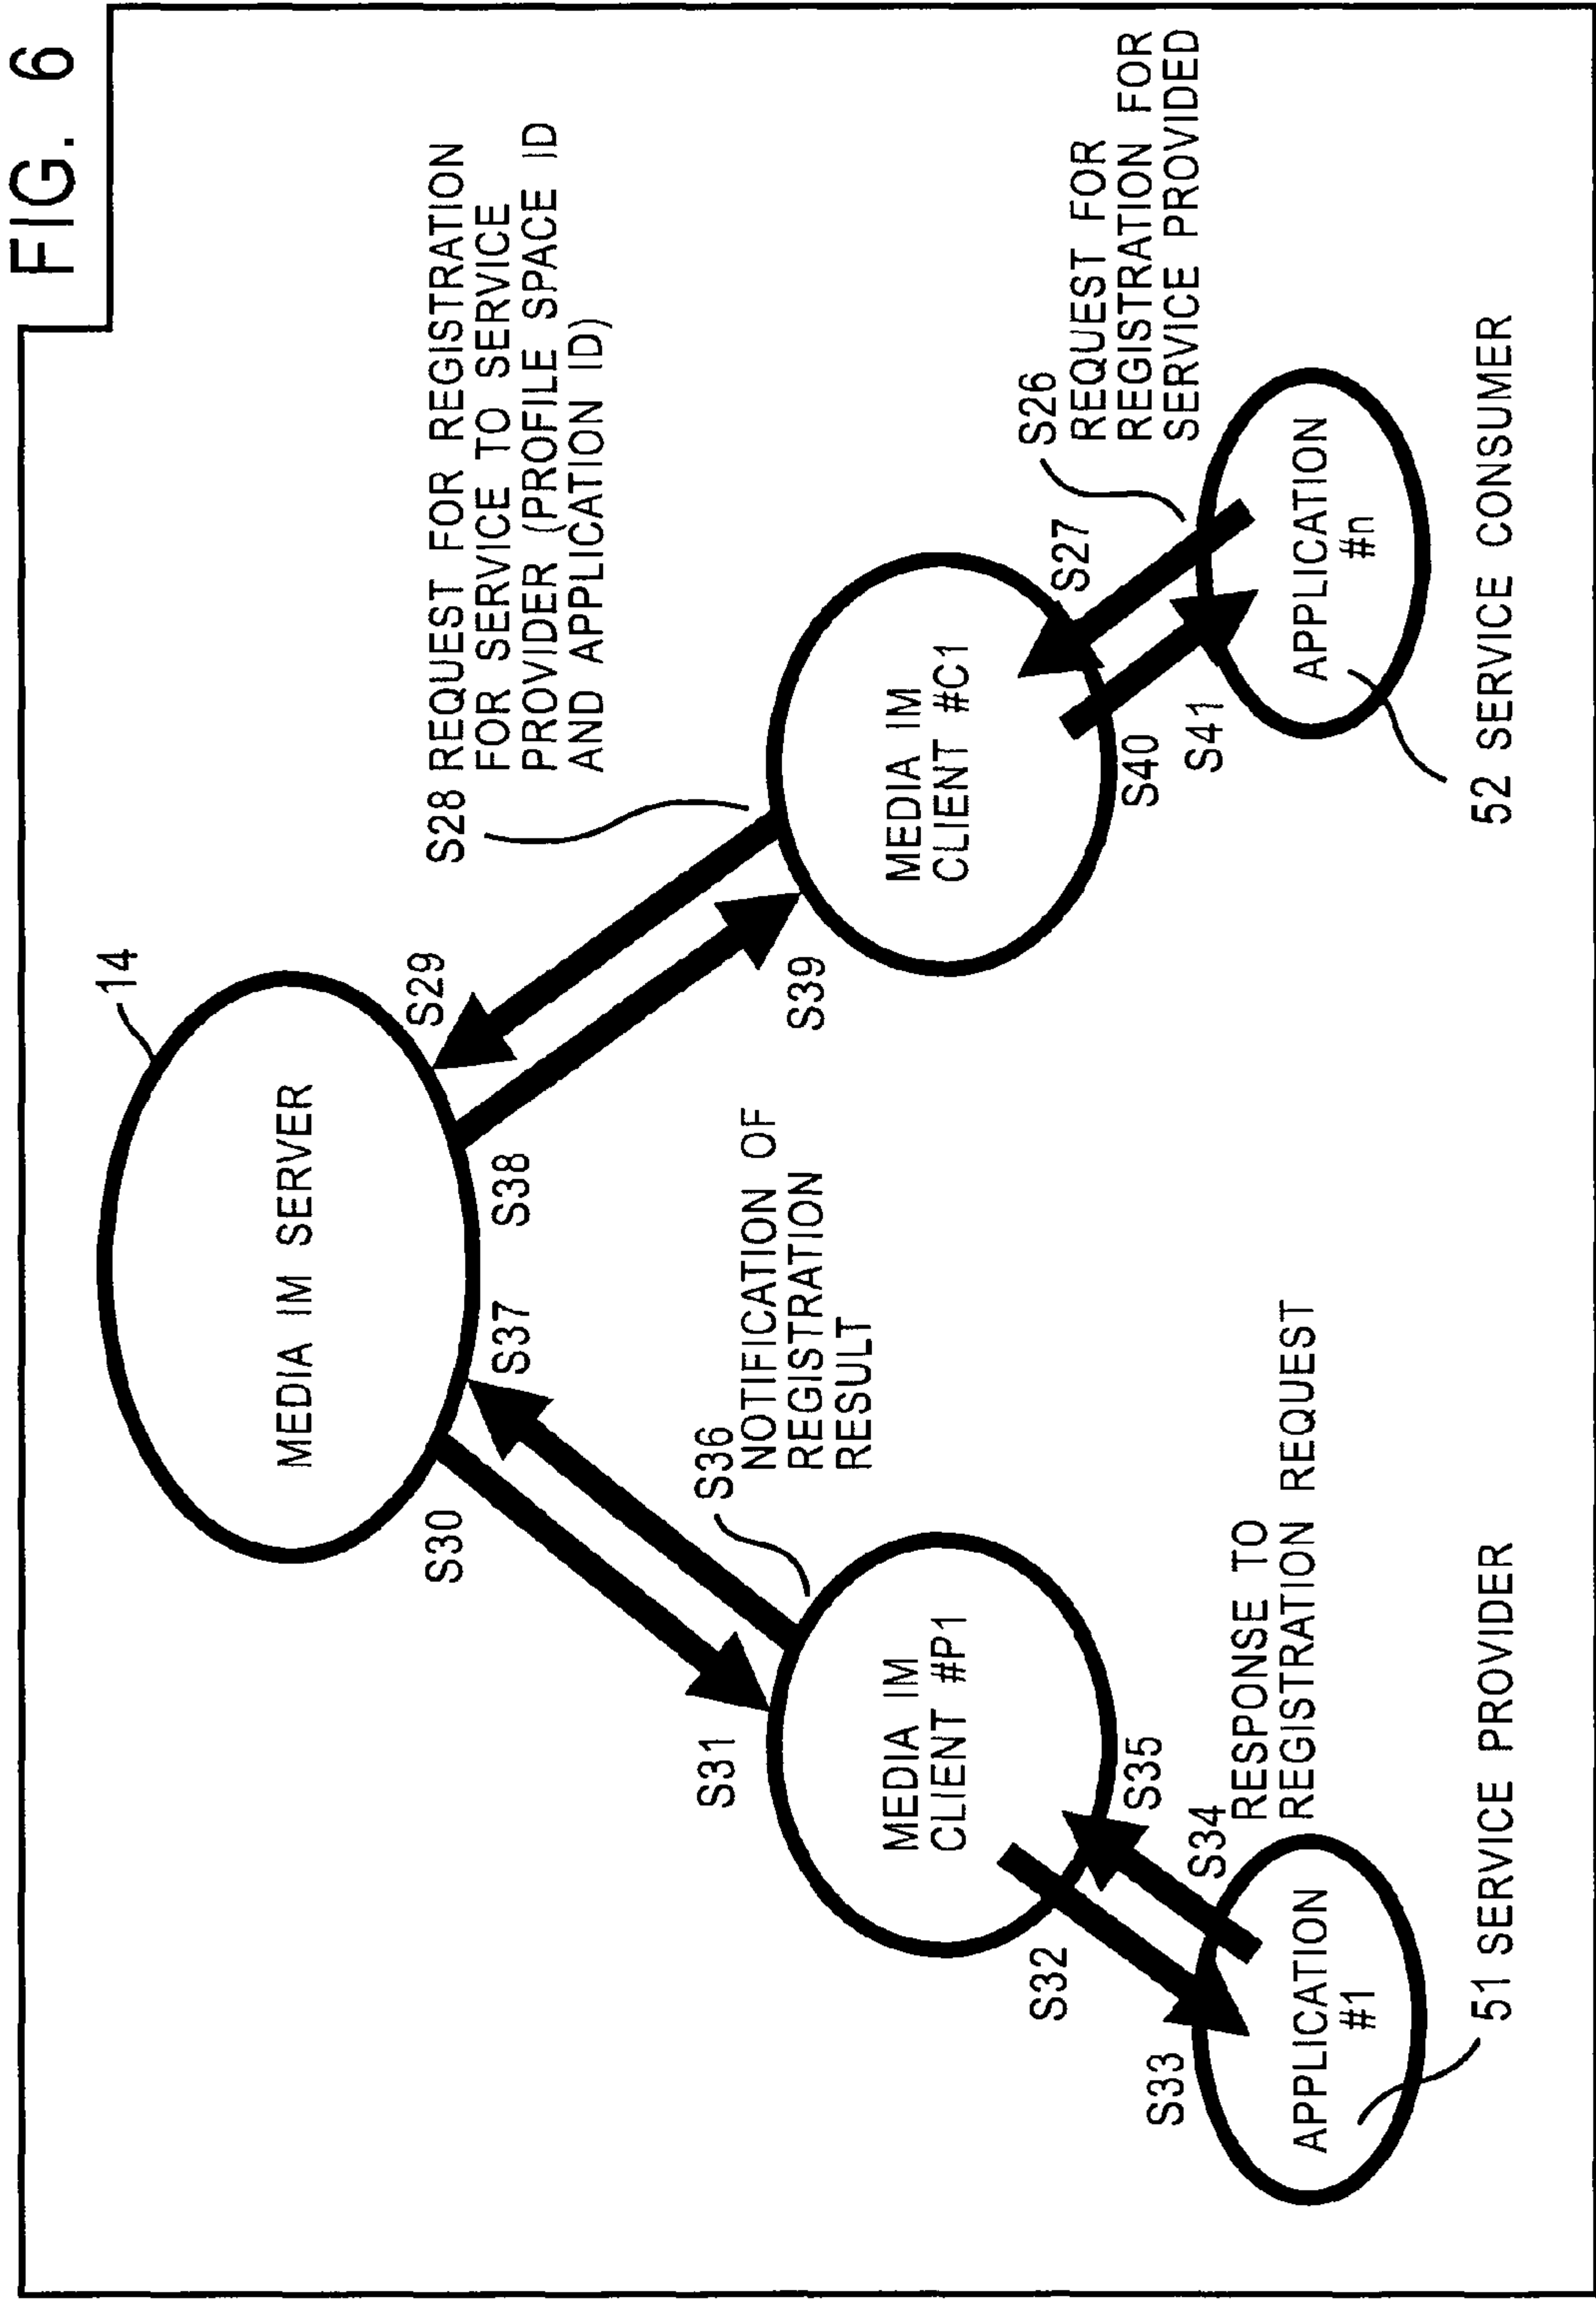 FIG. 6
14
MEDIA IM SERVER
S28 REQUEST FOR REGISTRATION
FOR SERVICE TO SERVICE
PROVIDER (PROFILE SPACE ID
AND APPLICATION ID)
S30
S37
S38
S29
S36
NOTIFICATION OF
REGISTRATION
RESULT
S31
S39
MEDIA IM
CLIENT #P1
MEDIA IM
CLIENT #C1
S27
S26
REQUEST FOR
REGISTRATION FOR
SERVICE PROVIDED
S32
S35
S40
S33
S34
RESPONSE TO
REGISTRATION REQUEST
S41
APPLICATION
#1
APPLICATION
#n
51 SERVICE PROVIDER
52 SERVICE CONSUMER